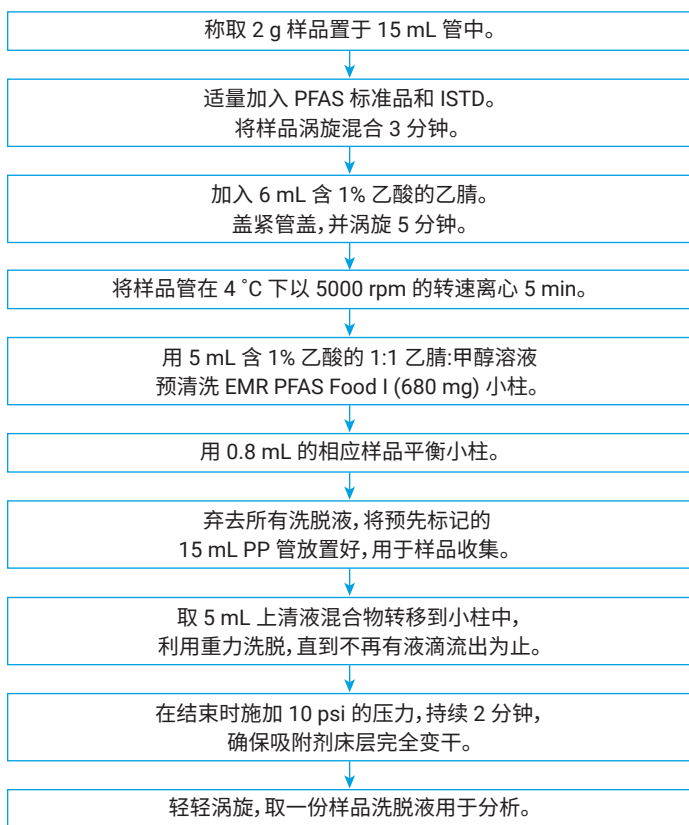 称取 2 g 样品置于 15 mL 管中。
适量加入 PFAS 标准品和 ISTD。
将样品涡旋混合 3 分钟。
加入 6 mL 含 1% 乙酸的乙腈。
盖紧管盖，并涡旋 5 分钟。
将样品管在 4 °C 下以 5000 rpm 的转速离心 5 min。
用 5 mL 含 1% 乙酸的 1:1 乙腈:甲醇溶液
预清洗 EMR PFAS Food I (680 mg) 小柱。
用 0.8 mL 的相应样品平衡小柱。
弃去所有洗脱液，将预先标记的
15 mL PP 管放置好，用于样品收集。
取 5 mL 上清液混合物转移到小柱中，
利用重力洗脱，直到不再有液滴流出为止。
在结束时施加 10 psi 的压力，持续 2 分钟，
确保吸附剂床层完全变干。
轻轻涡旋，取一份样品洗脱液用于分析。